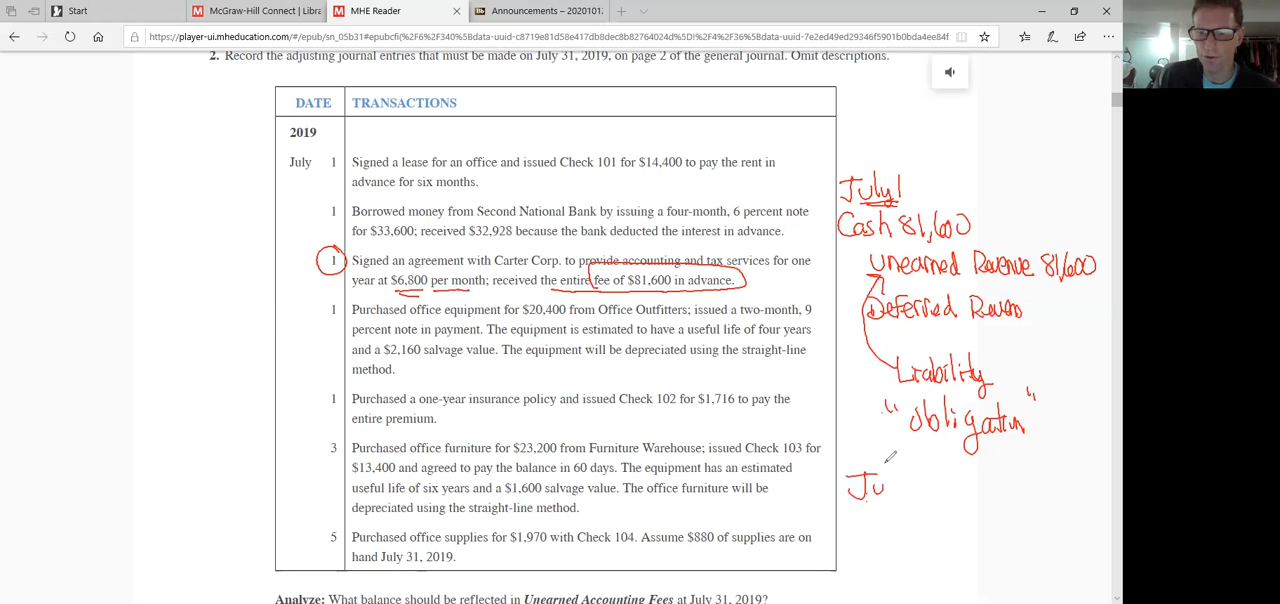 Start
McGraw-Hill Connect | Libra
MHE Reader
Announcements – 2020101
https://player-ui.mheducation.com/#/epub/sn_05b31#epubcfi(%2F6%2F340%5Bdata-uuid-c8719e81d58e417db8dec8b82764024d%5D!%2F4%2F36%5Bdata-uuid-7e2ed49ed29346f5901b0bda4ee84f
2. Record the adjusting journal entries that must be made on July 31, 2019, on page 2 of the general journal. Omit descriptions.
DATE TRANSACTIONS
2019
July 1 Signed a lease for an office and issued Check 101 for $14,400 to pay the rent in
advance for six months.
1 Borrowed money from Second National Bank by issuing a four-month, 6 percent note
for $33,600; received $32,928 because the bank deducted the interest in advance.
1 Signed an agreement with Carter Corp. to provide accounting and tax services for one
year at $6,800 per month; received the entire fee of $81,600 in advance.
1 Purchased office equipment for $20,400 from Office Outfitters; issued a two-month, 9
percent note in payment. The equipment is estimated to have a useful life of four years
and a $2,160 salvage value. The equipment will be depreciated using the straight-line
method.
1 Purchased a one-year insurance policy and issued Check 102 for $1,716 to pay the
entire premium.
3 Purchased office furniture for $23,200 from Furniture Warehouse; issued Check 103 for
$13,400 and agreed to pay the balance in 60 days. The equipment has an estimated
useful life of six years and a $1,600 salvage value. The office furniture will be
depreciated using the straight-line method.
5 Purchased office supplies for $1,970 with Check 104. Assume $880 of supplies are on
hand July 31, 2019.
Analyze: What balance should be reflected in Unearned Accounting Fees at July 31, 2019?
July 1
Cash 81,600
Unearned Revenue 81,600
Deferred
Liability
"obligation"
Ju